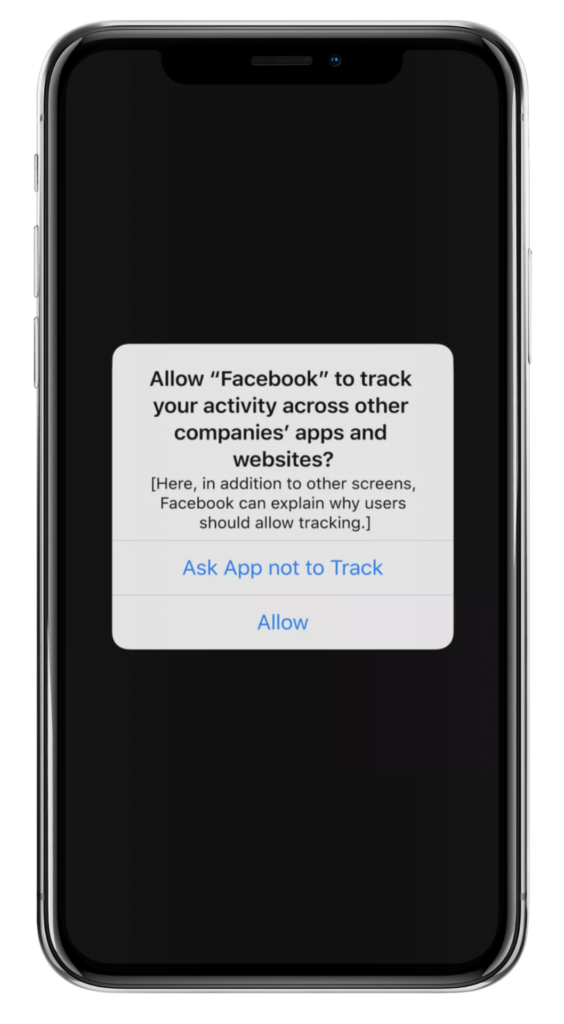 Allow “Facebook” to track
your activity across other
companies’ apps and
websites?
[Here, in addition to other screens,
Facebook can explain why users
should allow tracking.]
Ask App not to Track
Allow